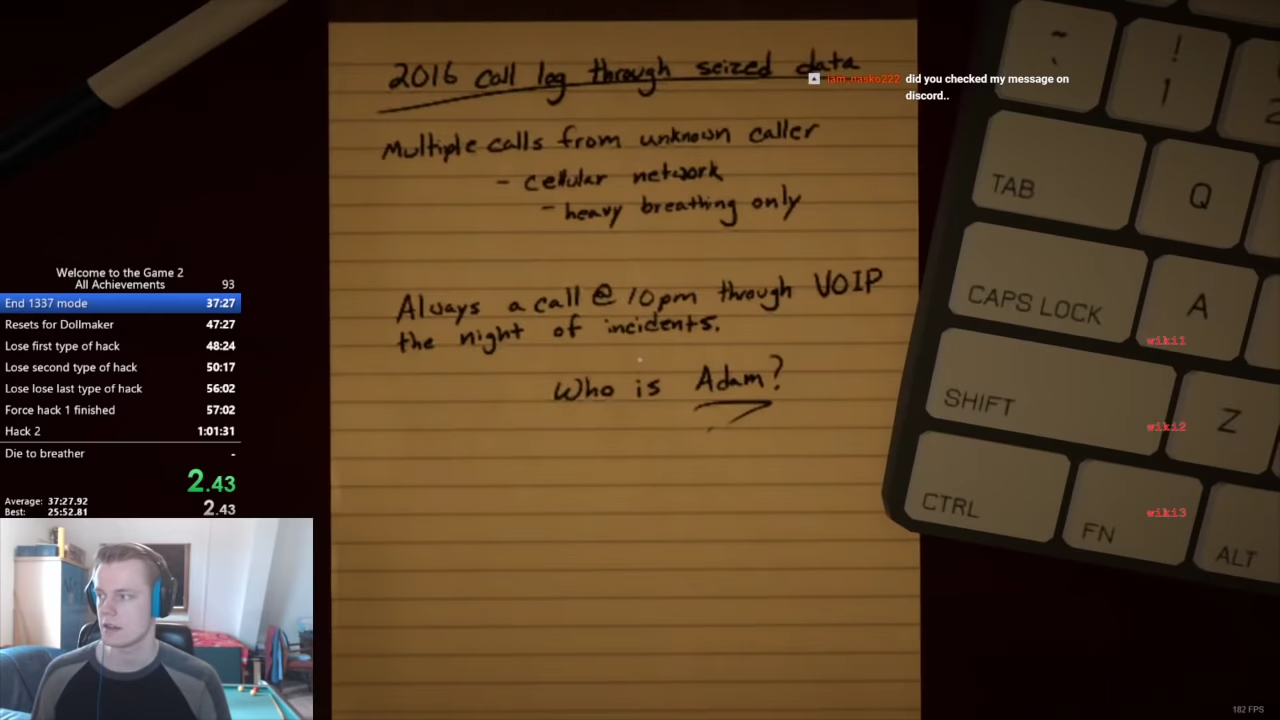 2016 call log through seized data
iam_nasko222 did you checked my message on
discord..
Multiple calls from unknown caller
- cellular network
- heavy breathing only
Always a call @ 10pm through VOIP
the night of incidents.
Who is Adam?
~
`
!
1
2
TAB
Q
CAPS LOCK
A
SHIFT
Z
CTRL
FN
ALT
wiki1
wiki2
wiki3
Welcome to the Game 2
All Achievements 93
End 1337 mode 37:27
Resets for Dollmaker 47:27
Lose first type of hack 48:24
Lose second type of hack 50:17
Lose lose last type of hack 56:02
Force hack 1 finished 57:02
Hack 2 1:01:31
Die to breather -
2.43
Average: 37:27.92
Best: 25:52.81
2.43
182 FPS